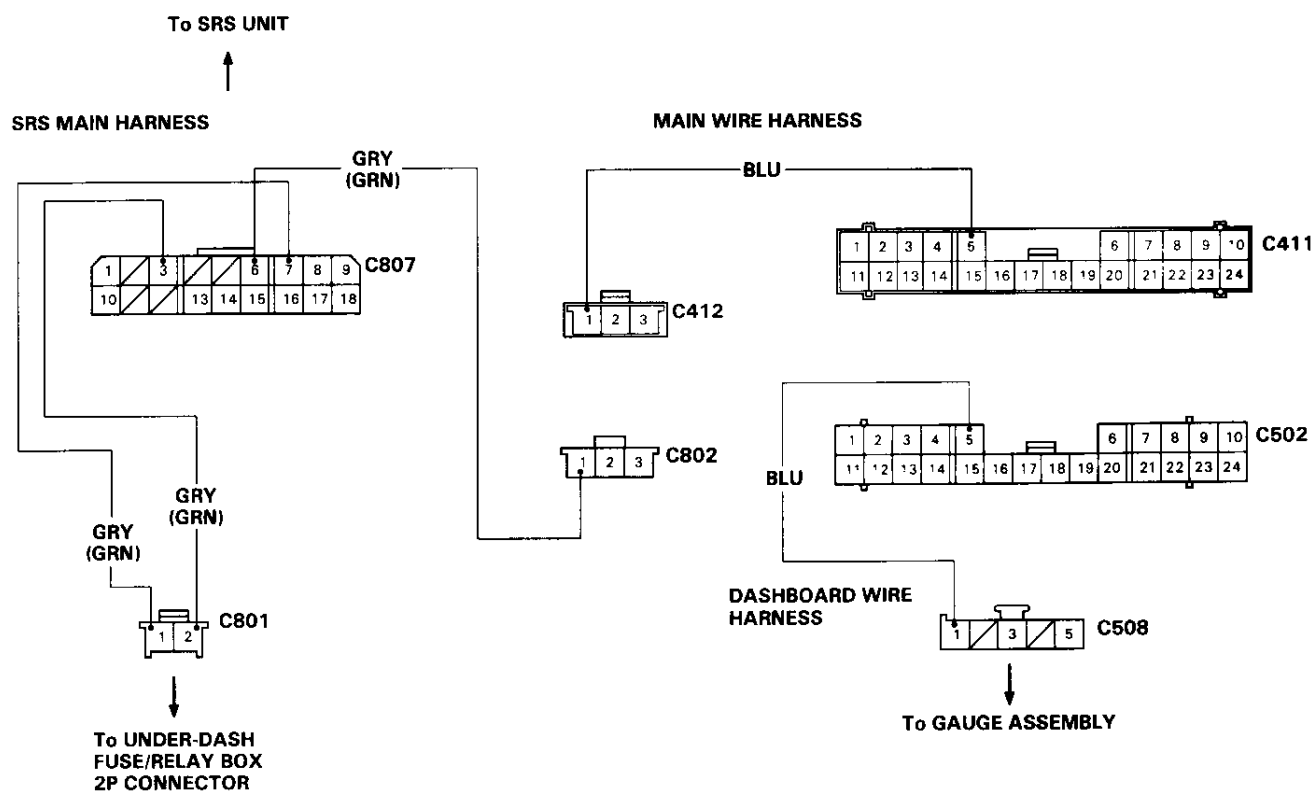 To SRS UNIT
SRS MAIN HARNESS
MAIN WIRE HARNESS
GRY
(GRN)
BLU
1 3 6 7 8 9
10 13 14 15 16 17 18
C807
1 2 3 4 5 6 7 8 9 10
11 12 13 14 15 16 17 18 19 20 21 22 23 24
C411
1 2 3
C412
1 2 3
C802
1 2 3 4 5 6 7 8 9 10
11 12 13 14 15 16 17 18 19 20 21 22 23 24
C502
BLU
GRY
(GRN)
GRY
(GRN)
1 2
C801
DASHBOARD WIRE
HARNESS
1 3 5
C508
To UNDER-DASH
FUSE/RELAY BOX
2P CONNECTOR
To GAUGE ASSEMBLY